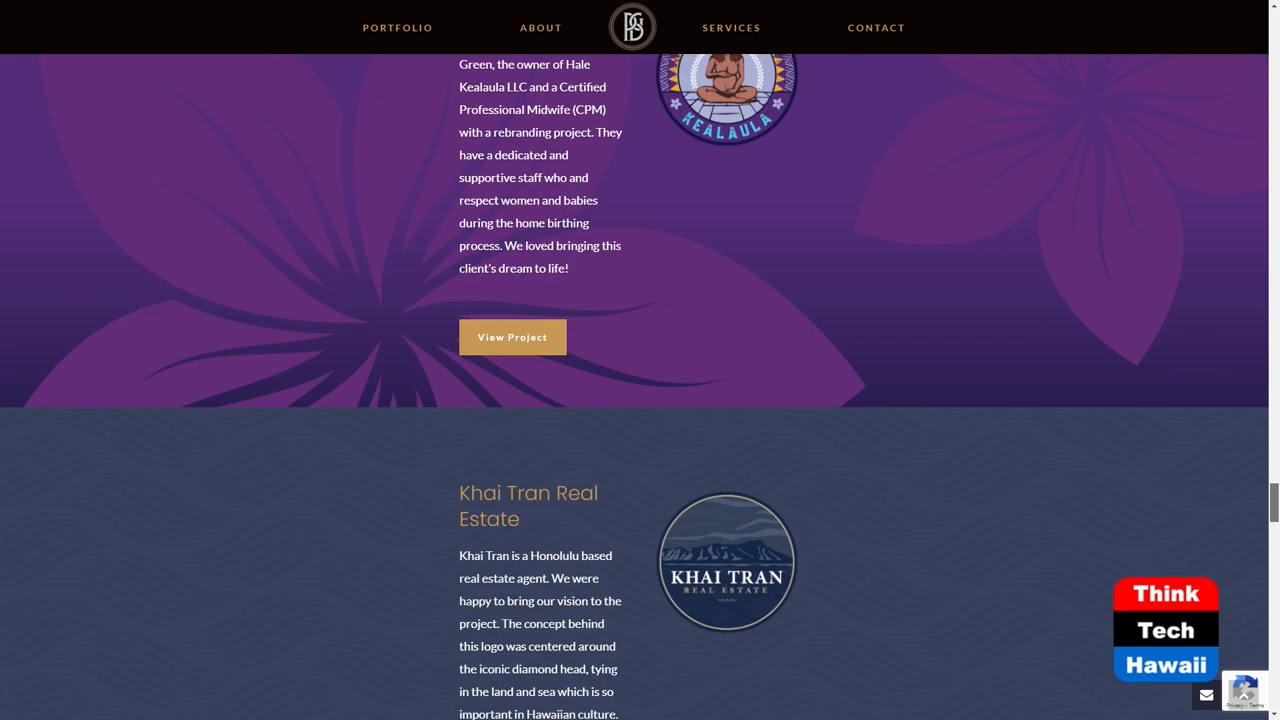 PORTFOLIO
ABOUT
SERVICES
CONTACT
Green, the owner of Hale
Kealaula LLC and a Certified
Professional Midwife (CPM)
with a rebranding project. They
have a dedicated and
supportive staff who and
respect women and babies
during the home birthing
process. We loved bringing this
client's dream to life!
KEALAULA
View Project
Khai Tran Real
Estate
Khai Tran is a Honolulu based
real estate agent. We were
happy to bring our vision to the
project. The concept behind
this logo was centered around
the iconic diamond head, tying
in the land and sea which is so
important in Hawaiian culture.
KHAI TRAN
REAL ESTATE
Think
Tech
Hawaii
Privacy - Terms